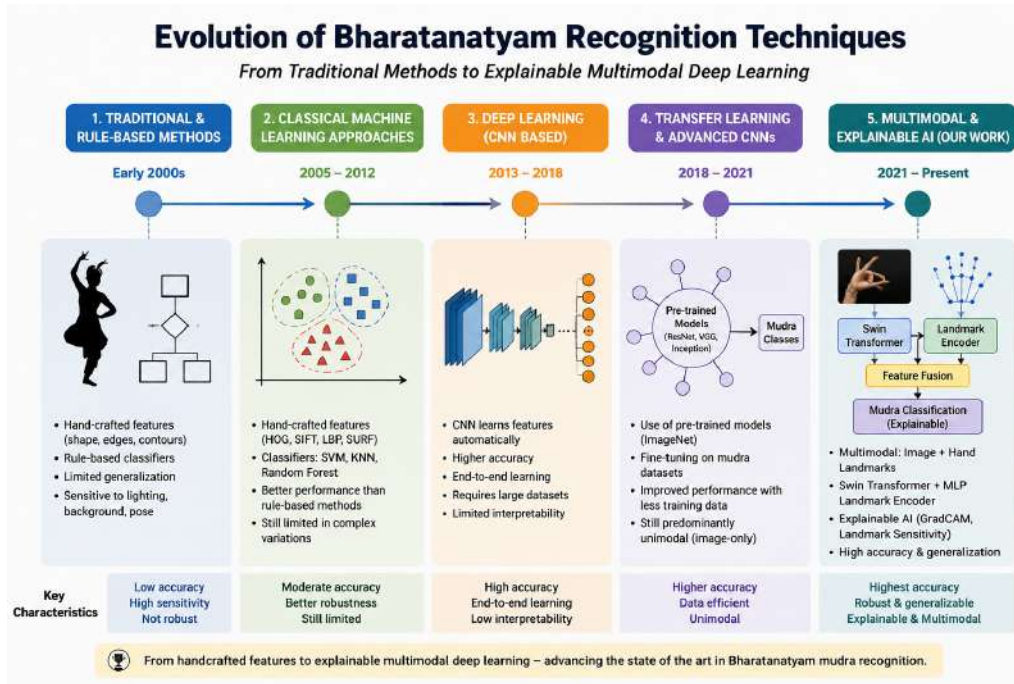 Evolution of Bharatanatyam Recognition Techniques
From Traditional Methods to Explainable Multimodal Deep Learning
1. TRADITIONAL &
RULE-BASED METHODS
Early 2000s
• Hand-crafted features
(shape, edges, contours)
• Rule-based classifiers
• Limited generalization
• Sensitive to lighting,
background, pose
2. CLASSICAL MACHINE
LEARNING APPROACHES
2005 – 2012
• Hand-crafted features
(HOG, SIFT, LBP, SURF)
• Classifiers: SVM, KNN,
Random Forest
• Better performance than
rule-based methods
• Still limited in complex
variations
3. DEEP LEARNING
(CNN BASED)
2013 – 2018
• CNN learns features
automatically
• Higher accuracy
• End-to-end learning
• Requires large datasets
• Limited interpretability
4. TRANSFER LEARNING
& ADVANCED CNNs
2018 – 2021
Pre-trained
Models
(ResNet, VGG,
Inception)
Mudra
Classes
• Use of pre-trained models
(ImageNet)
• Fine-tuning on mudra
datasets
• Improved performance with
less training data
• Still predominantly
unimodal (image-only)
5. MULTIMODAL &
EXPLAINABLE AI (OUR WORK)
2021 – Present
Swin
Transformer
Landmark
Encoder
Feature Fusion
Mudra Classification
(Explainable)
• Multimodal: Image + Hand
Landmarks
• Swin Transformer + MLP
Landmark Encoder
• Explainable AI (GradCAM,
Landmark Sensitivity)
• High accuracy & generalization
Key
Characteristics
Low accuracy
High sensitivity
Not robust
Moderate accuracy
Better robustness
Still limited
High accuracy
End-to-end learning
Low interpretability
Higher accuracy
Data efficient
Unimodal
Highest accuracy
Robust & generalizable
Explainable & Multimodal
From handcrafted features to explainable multimodal deep learning – advancing the state of the art in Bharatanatyam mudra recognition.